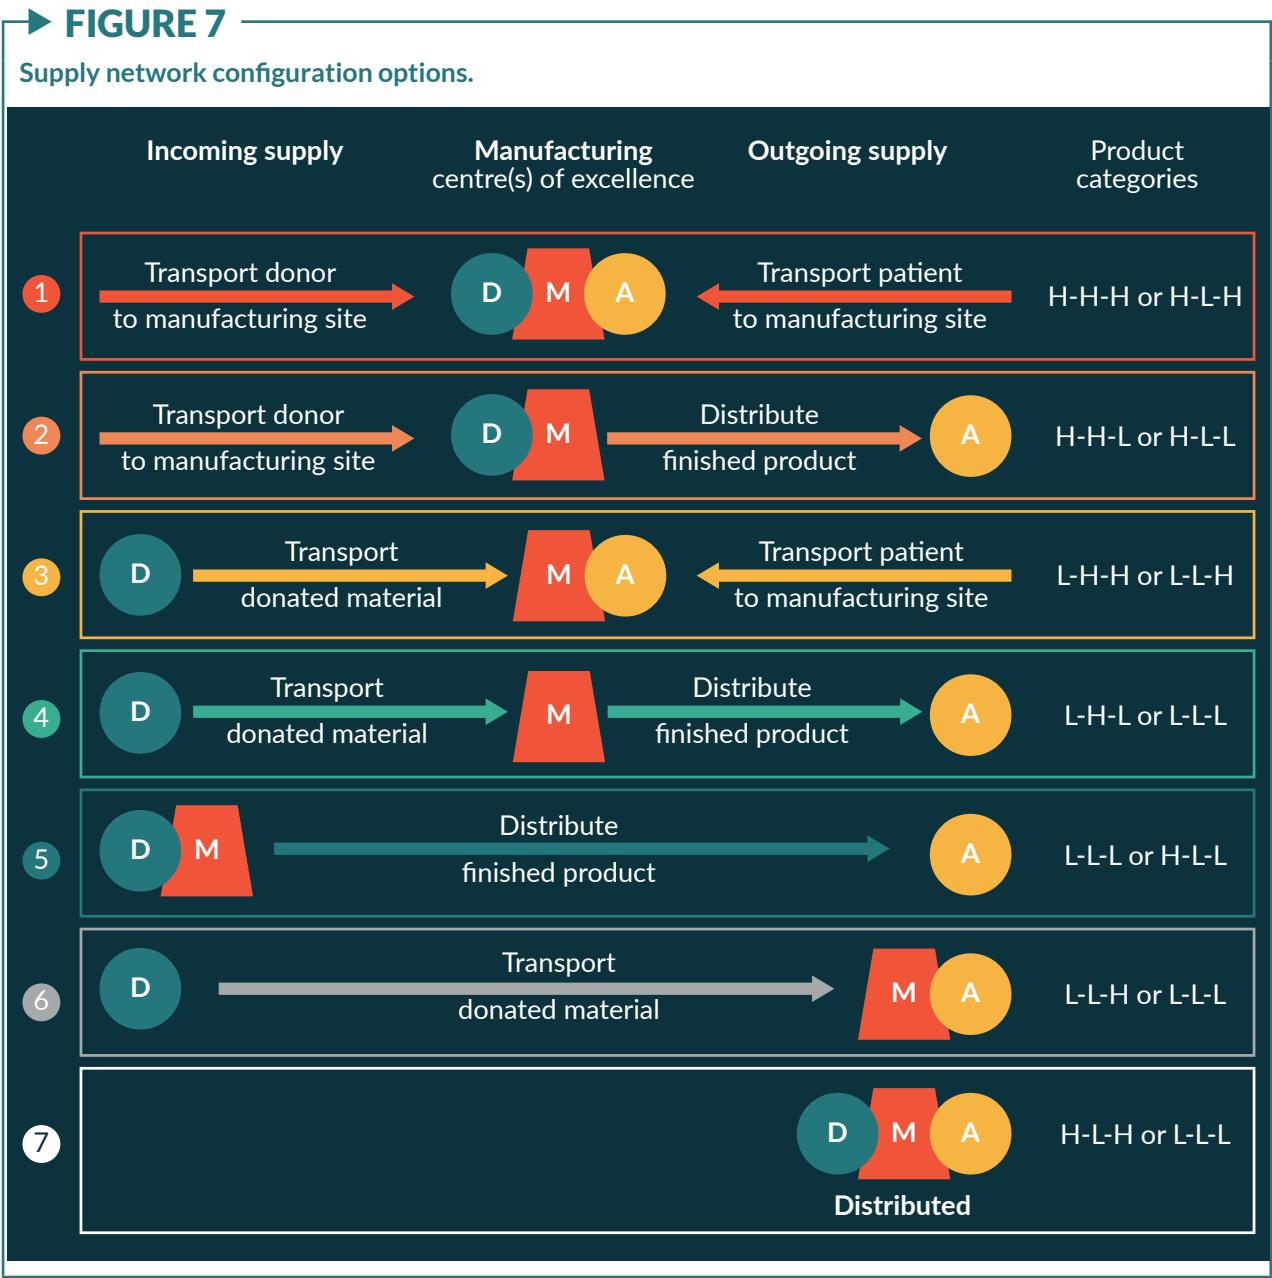 FIGURE 7
Supply network configuration options.
Incoming supply
Manufacturing
centre(s) of excellence
Outgoing supply
Product
categories
1
Transport donor
to manufacturing site
D M A
Transport patient
to manufacturing site
H-H-H or H-L-H
2
Transport donor
to manufacturing site
D M
Distribute
finished product
A
H-H-L or H-L-L
3
D
Transport
donated material
M A
Transport patient
to manufacturing site
L-H-H or L-L-H
4
D
Transport
donated material
M
Distribute
finished product
A
L-H-L or L-L-L
5
D M
Distribute
finished product
A
L-L-L or H-L-L
6
D
Transport
donated material
M A
L-L-H or L-L-L
7
D M A
Distributed
H-L-H or L-L-L